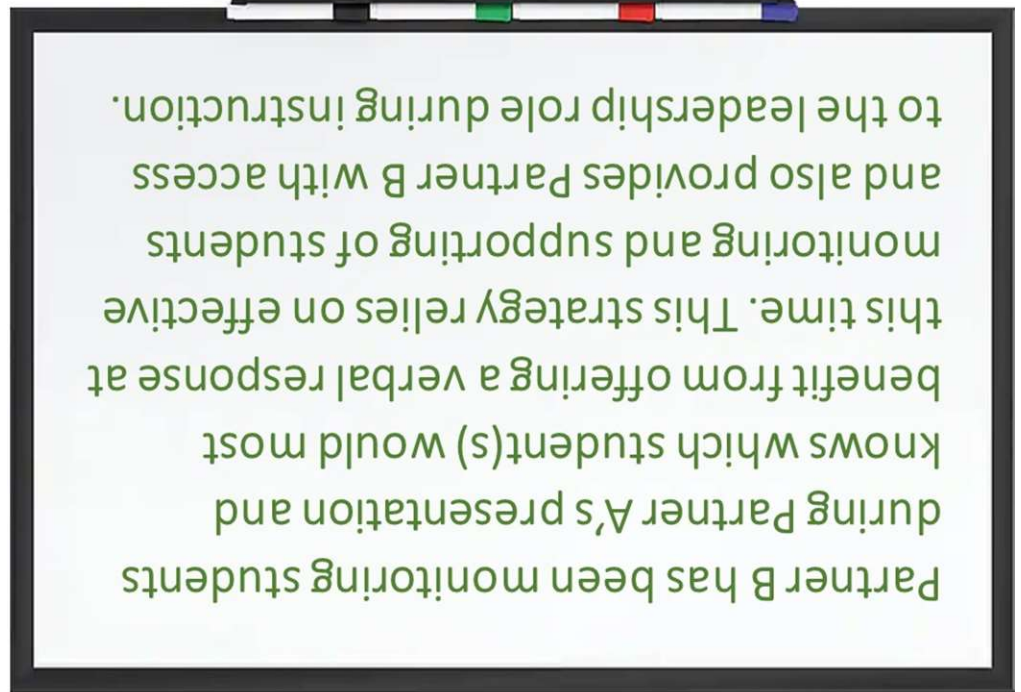 Partner B has been monitoring students
during Partner A's presentation and
knows which student(s) would most
benefit from offering a verbal response at
this time. This strategy relies on effective
monitoring and supporting of students
and also provides Partner B with access
to the leadership role during instruction.